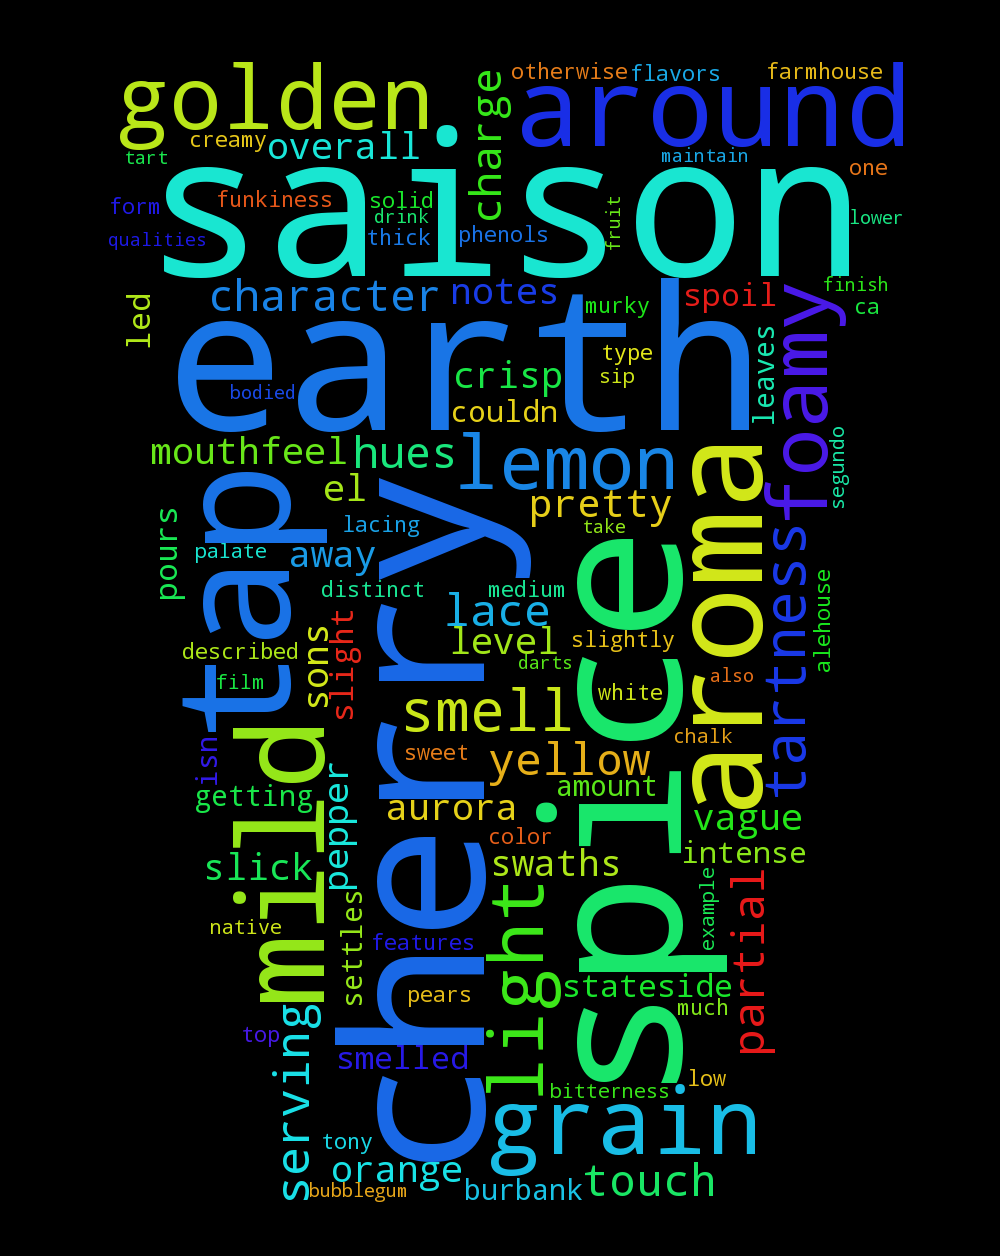 otherwise
flavors
farmhouse
golden
charge
around
creamy
overall
tart
maintain
one
saison
form
funkiness
solid
drink
fruit
lower
qualities
thick
phenols
led
character
notes
murky
spoil
finish
ca
earth
foamy
leaves
type
sip
crisp
bodied
couldn
mouthfeel
hues
lemon
aroma
segundo
tap
el
cherry
pretty
lacing
take
spice
pours
palate
away
tartness
distinct
medium
alehouse
lace
sons
slight
level
slightly
described
darts
film
white
also
smell
mild
isn
sweet
yellow
chalk
getting
pepper
aurora
amount
vague
color
slick
swaths
intense
light
partial
example
settles
native
features
pears
stateside
much
serving
top
smelled
low
bitterness
grain
tony
orange
bubblegum
burbank
touch